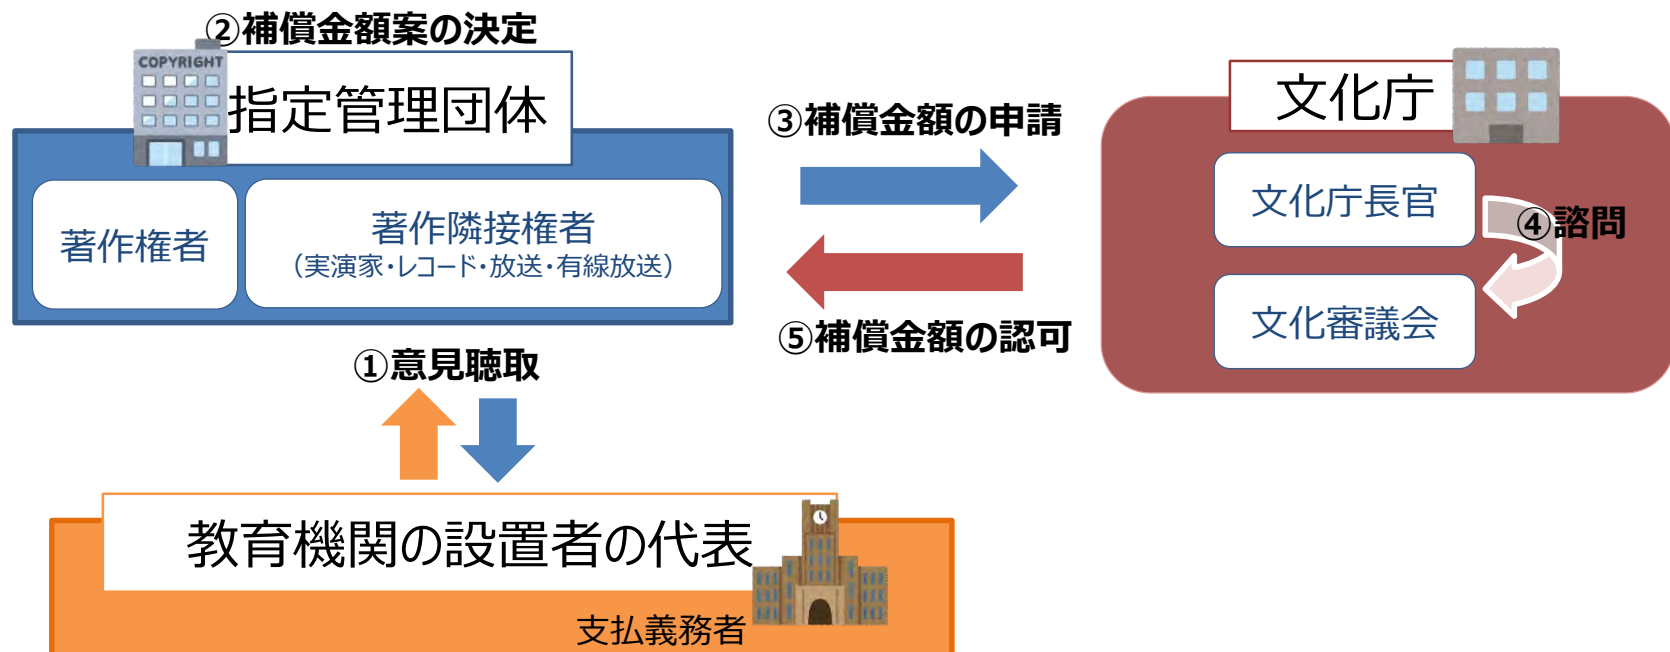 ②補償金額案の決定
COPYRIGHT
指定管理団体
著作権者
著作隣接権者
（実演家・レコード・放送・有線放送）
③補償金額の申請
⑤補償金額の認可
文化庁
文化庁長官
④諮問
文化審議会
①意見聴取
教育機関の設置者の代表
支払義務者